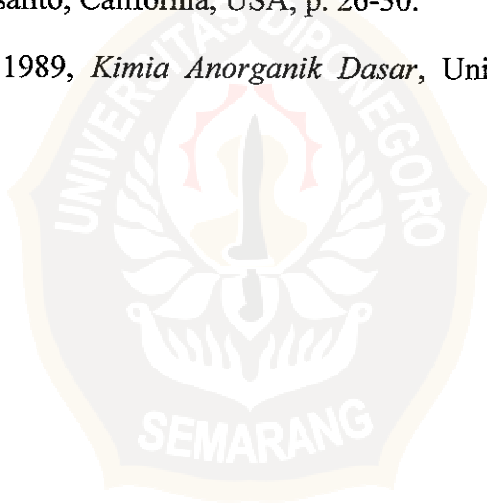 santo, California, USA, p. 26-30.
1989, Kimia Anorganik Dasar, Uni
UNIVERSITAS DIPONEGORO
SEMARANG